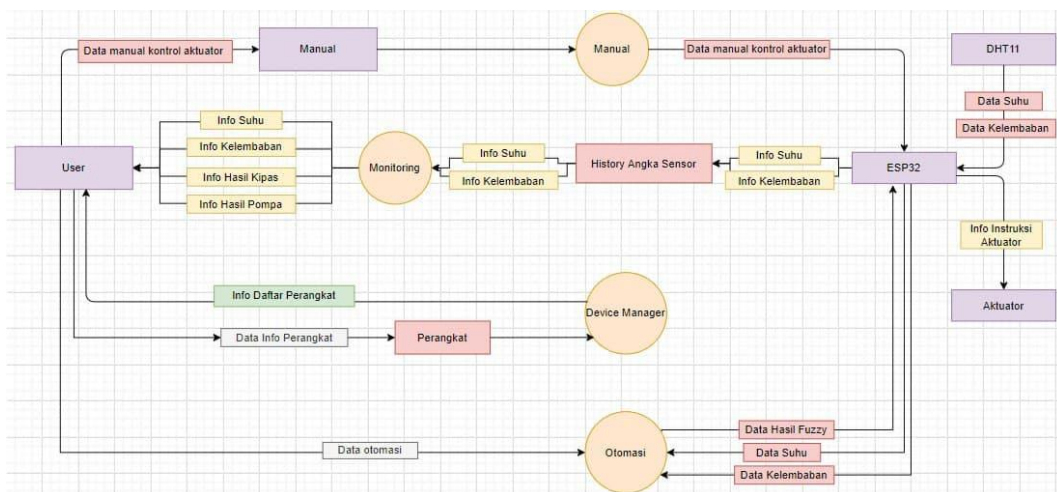 Data manual kontrol aktuator
Manual
Manual
Data manual kontrol aktuator
DHT11
Data Suhu
Data Kelembaban
Info Suhu
Info Kelembaban
Info Hasil Kipas
Info Hasil Pompa
User
Monitoring
Info Suhu
Info Kelembaban
History Angka Sensor
Info Suhu
Info Kelembaban
ESP32
Info Instruksi
Aktuator
Aktuator
Info Daftar Perangkat
Device Manager
Data Info Perangkat
Perangkat
Data otomasi
Otomasi
Data Hasil Fuzzy
Data Suhu
Data Kelembaban